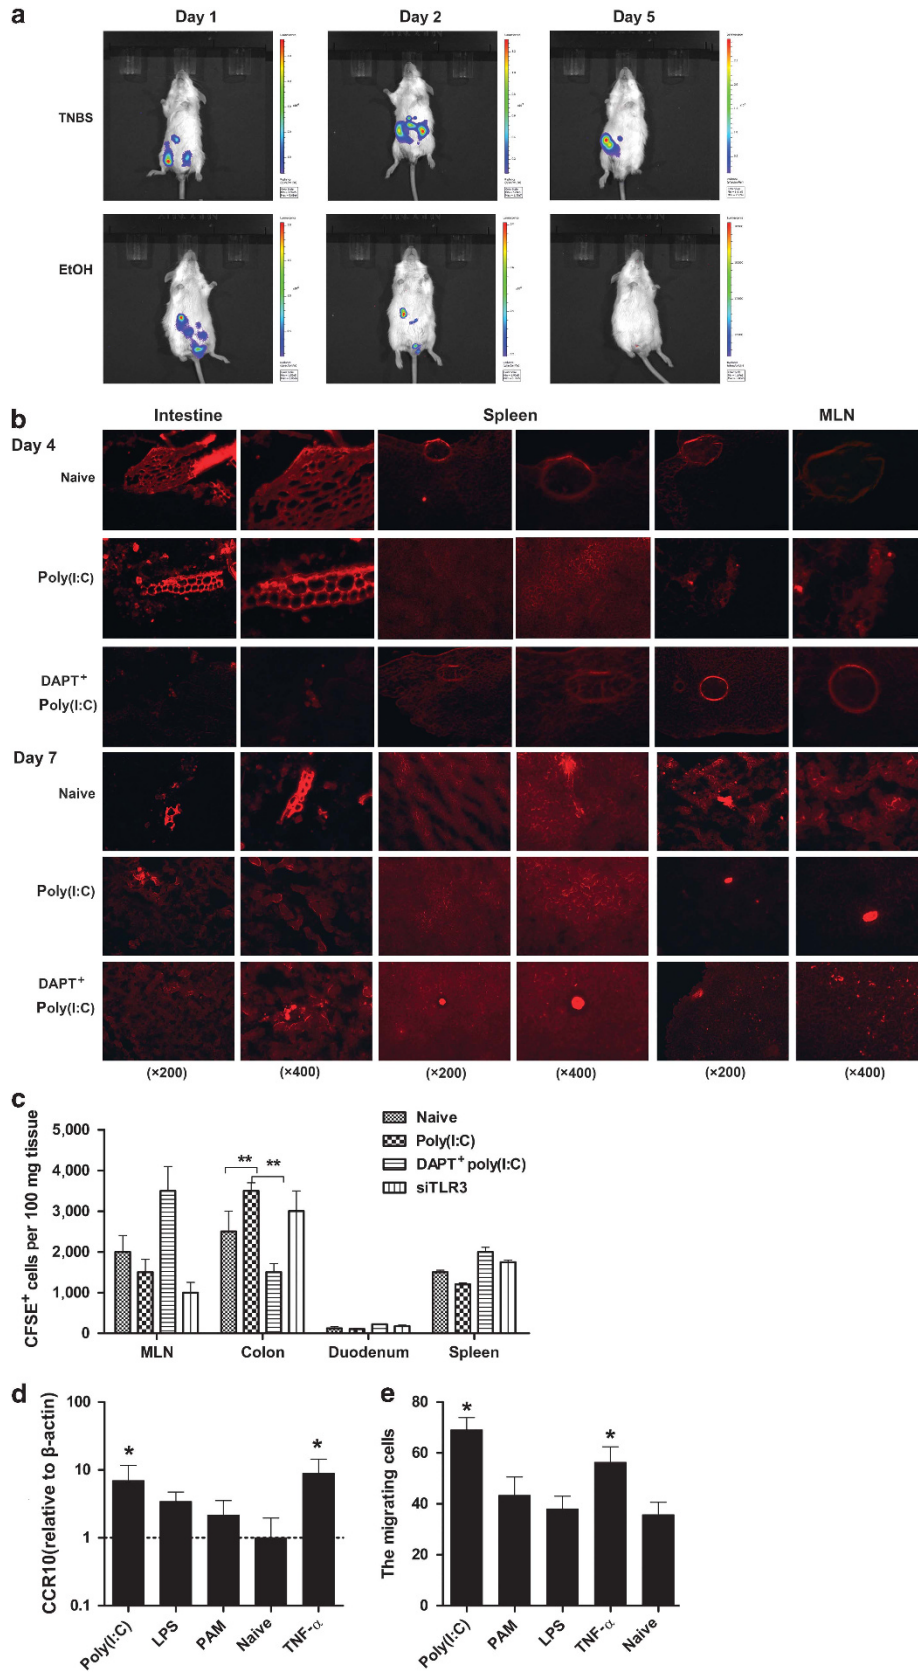 a
Day 1 Day 2 Day 5
TNBS
EtOH
b
Intestine Spleen MLN
Day 4
Naive
Poly(I:C)
DAPT+
Poly(I:C)
Day 7
Naive
Poly(I:C)
DAPT+
Poly(I:C)
(×200) (×400) (×200) (×400) (×200) (×400)
c
CFSE+ cells per 100 mg tissue
5,000
4,000
3,000
2,000
1,000
0
MLN Colon Duodenum Spleen
** **
Naive
Poly(I:C)
DAPT+ poly(I:C)
siTLR3
d
CCR10(relative to β-actin)
100
10
1
0.1
* *
Poly(I:C) LPS PAM Naive TNF-α
e
The migrating cells
80
60
40
20
0
* *
Poly(I:C) PAM LPS TNF-α Naive